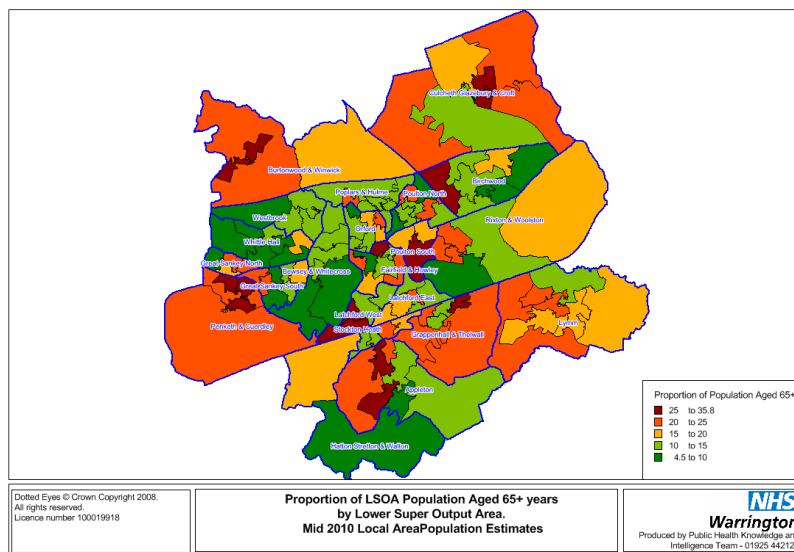 Culcheth Glazebury & Croft
Burtonwood & Winwick
Birchwood
Poplars & Hulme
Poulton North
Westbrook
Rixton & Woolston
Orford
Whittle Hall
Poulton South
Great Sankey North
Bewsey & Whitecross
Fairfield & Howley
Great Sankey South
Latchford East
Penketh & Cuerdley
Latchford West
Stockton Heath
Grappenhall & Thelwall
Lymm
Appleton
Hatton Stretton & Walton
Proportion of Population Aged 65+
25 to 35.8
20 to 25
15 to 20
10 to 15
4.5 to 10
Dotted Eyes © Crown Copyright 2008.
All rights reserved.
Licence number 100019918
Proportion of LSOA Population Aged 65+ years
by Lower Super Output Area.
Mid 2010 Local AreaPopulation Estimates
NHS
Warrington
Produced by Public Health Knowledge an
Intelligence Team - 01925 44212